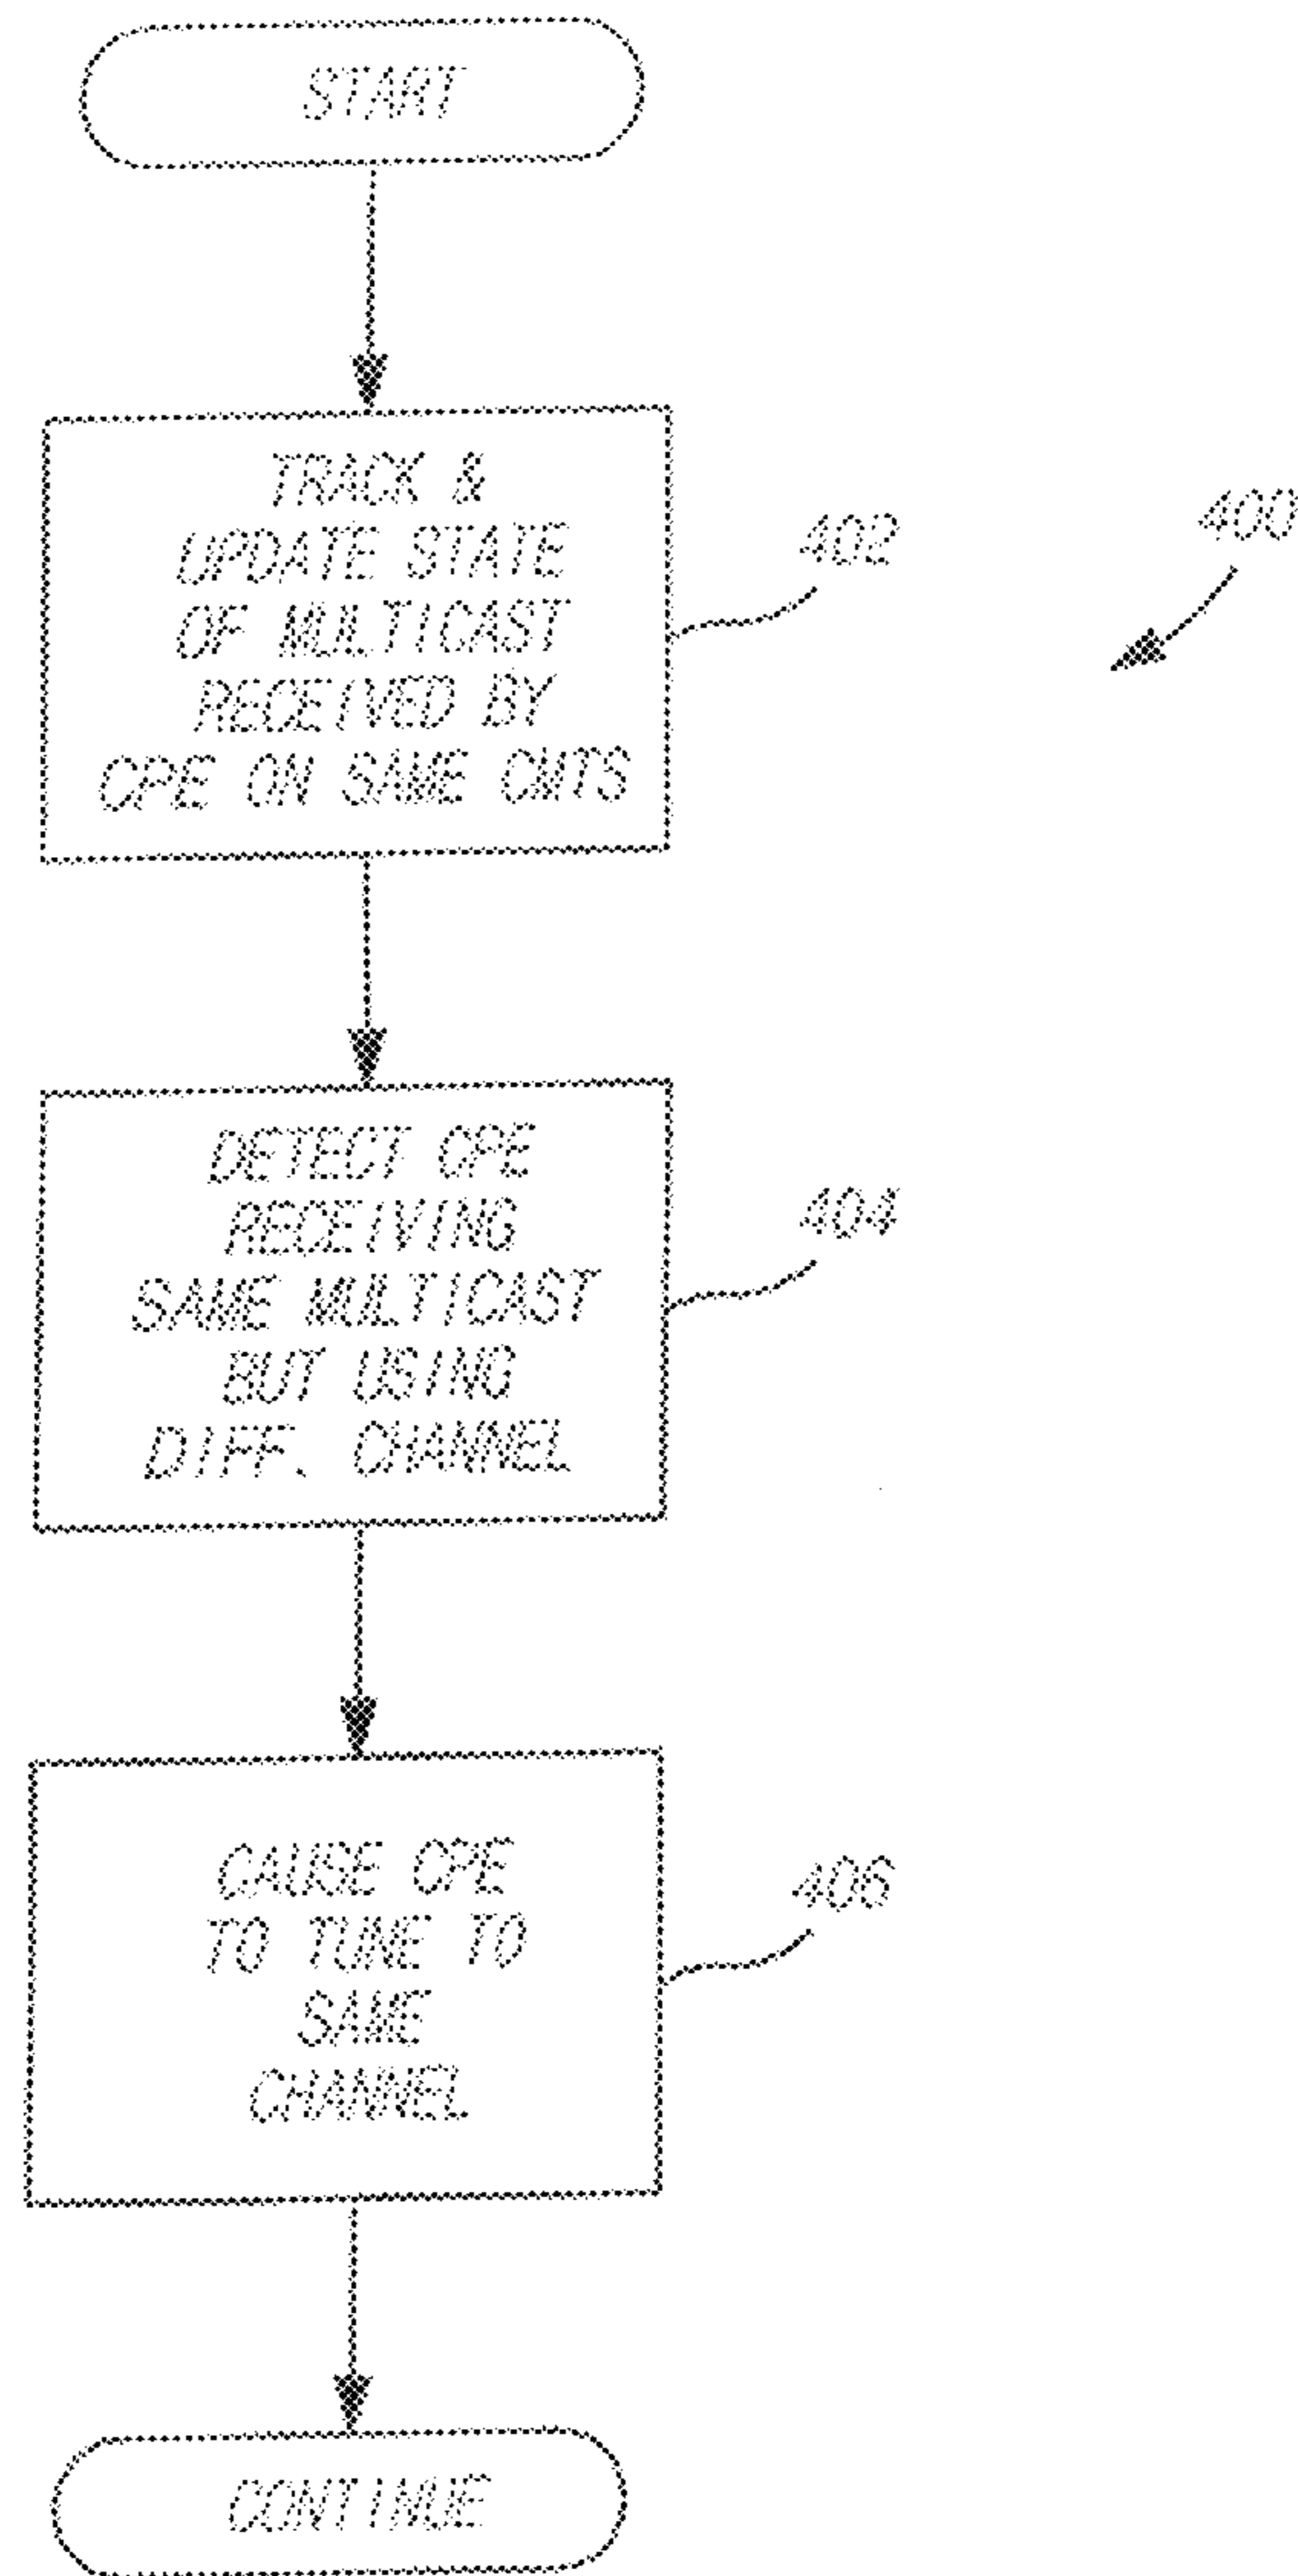 START
TRACK &
UPDATE STATE
OF MULTICAST
RECEIVED BY
CPE ON SAME CMTS
402
400
DETECT CPE
RECEIVING
SAME MULTICAST
BUT USING
DIFF. CHANNEL
404
CAUSE CPE
TO TUNE TO
SAME
CHANNEL
406
CONTINUE